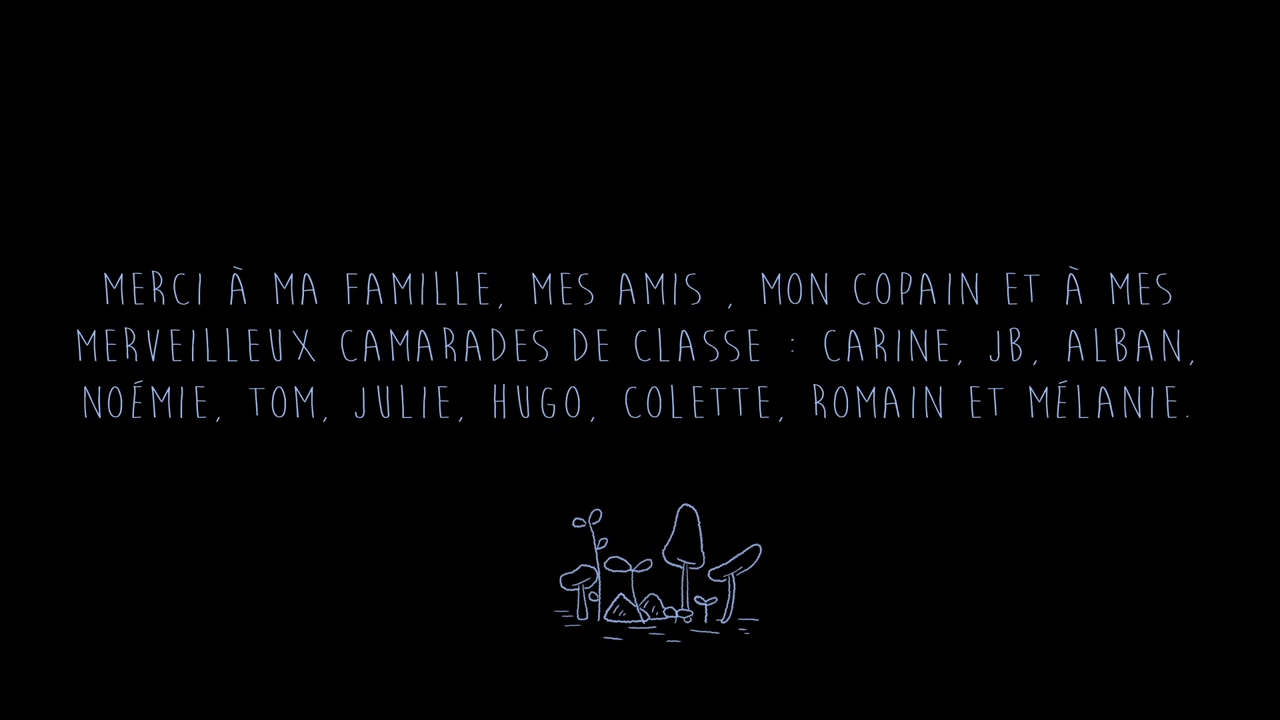 MERCI À MA FAMILLE, MES AMIS , MON COPAIN ET À MES
MERVEILLEUX CAMARADES DE CLASSE : CARINE, JB, ALBAN,
NOÉMIE, TOM, JULIE, HUGO, COLETTE, ROMAIN ET MÉLANIE.